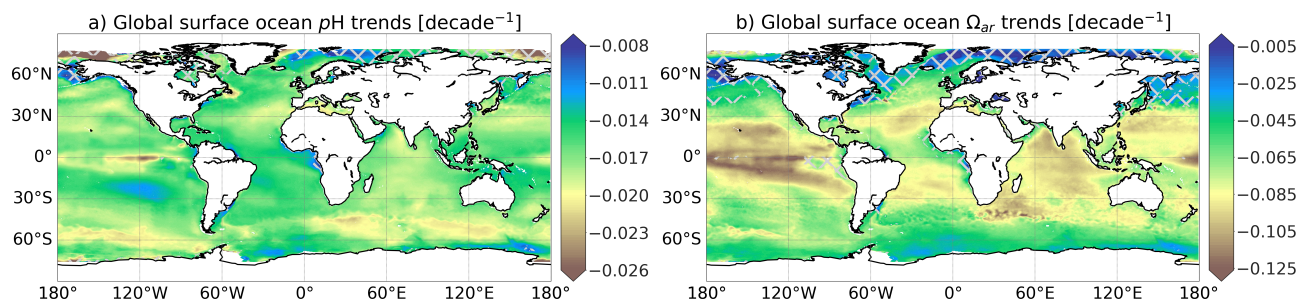 a) Global surface ocean pH trends [decade⁻¹]
60°N
30°N
0°
30°S
60°S
180° 120°W 60°W 0° 60°E 120°E 180°
−0.008
−0.011
−0.014
−0.017
−0.020
−0.023
−0.026
b) Global surface ocean Ωₐᵣ trends [decade⁻¹]
60°N
30°N
0°
30°S
60°S
180° 120°W 60°W 0° 60°E 120°E 180°
−0.005
−0.025
−0.045
−0.065
−0.085
−0.105
−0.125